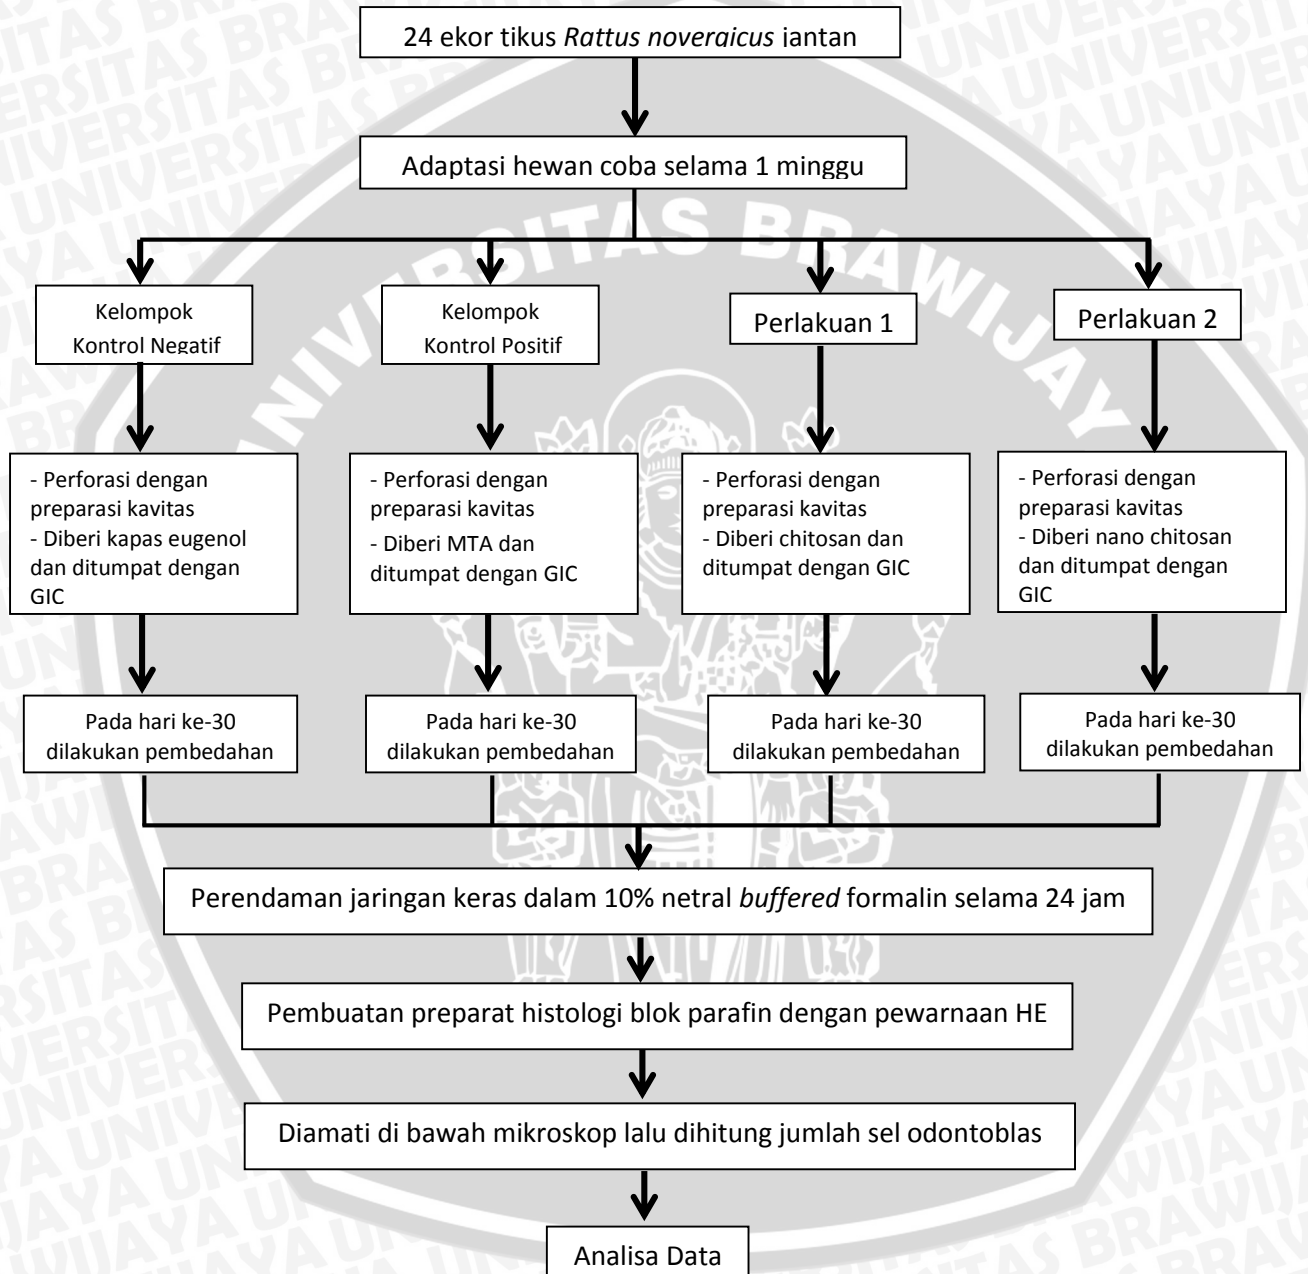 24 ekor tikus Rattus novergicus jantan
Adaptasi hewan coba selama 1 minggu
UNIVERSITAS BRAWIJAYA
Kelompok
Kontrol Negatif
Kelompok
Kontrol Positif
Perlakuan 1
Perlakuan 2
- Perforasi dengan
preparasi kavitas
- Diberi kapas eugenol
dan ditumpat dengan
GIC
- Perforasi dengan
preparasi kavitas
- Diberi MTA dan
ditumpat dengan GIC
- Perforasi dengan
preparasi kavitas
- Diberi chitosan dan
ditumpat dengan GIC
- Perforasi dengan
preparasi kavitas
- Diberi nano chitosan
dan ditumpat dengan
GIC
Pada hari ke-30
dilakukan pembedahan
Pada hari ke-30
dilakukan pembedahan
Pada hari ke-30
dilakukan pembedahan
Pada hari ke-30
dilakukan pembedahan
Perendaman jaringan keras dalam 10% netral buffered formalin selama 24 jam
Pembuatan preparat histologi blok parafin dengan pewarnaan HE
Diamati di bawah mikroskop lalu dihitung jumlah sel odontoblas
Analisa Data